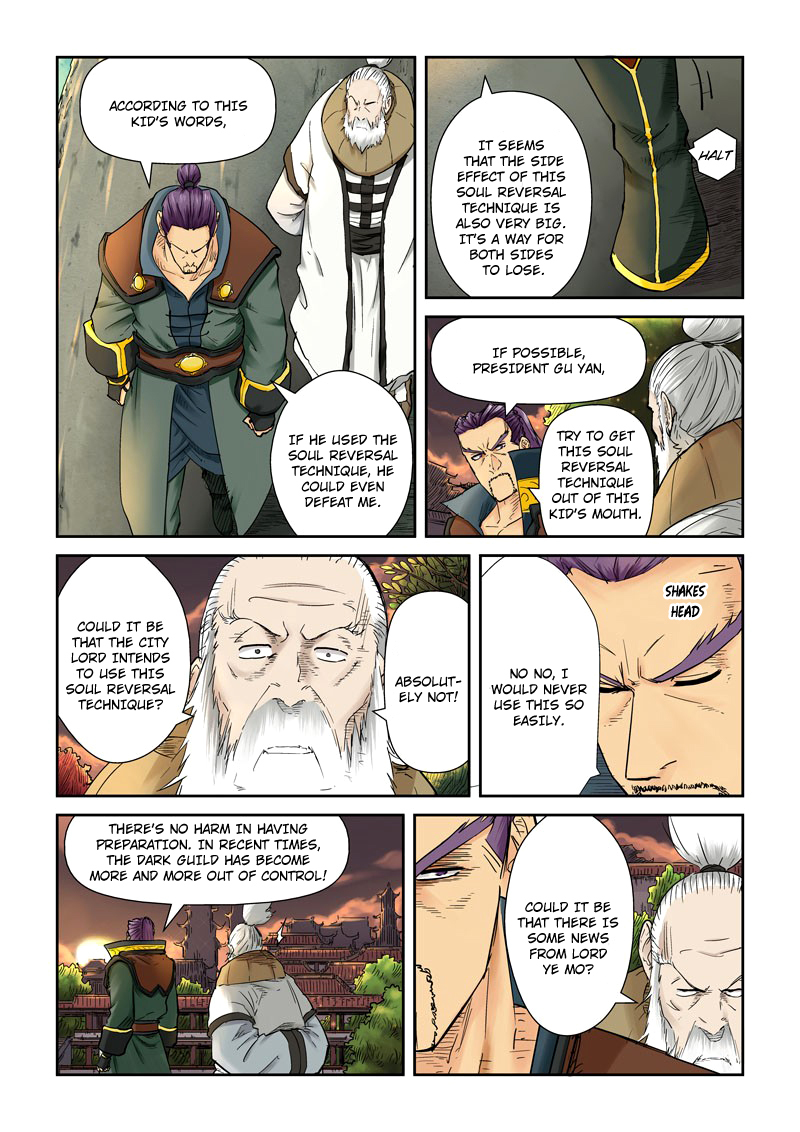 ACCORDING TO THIS
KID'S WORDS,
IF HE USED THE
SOUL REVERSAL
TECHNIQUE, HE
COULD EVEN
DEFEAT ME.
IT SEEMS
THAT THE SIDE
EFFECT OF THIS
SOUL REVERSAL
TECHNIQUE IS
ALSO VERY BIG.
IT'S A WAY FOR
BOTH SIDES
TO LOSE.
HALT
IF POSSIBLE,
PRESIDENT GU YAN,
TRY TO GET
THIS SOUL
REVERSAL
TECHNIQUE
OUT OF THIS
KID'S MOUTH.
COULD IT BE
THAT THE CITY
LORD INTENDS
TO USE THIS
SOUL REVERSAL
TECHNIQUE?
ABSOLUT-
ELY NOT!
SHAKES
HEAD
NO NO, I
WOULD NEVER
USE THIS SO
EASILY.
THERE'S NO HARM IN HAVING
PREPARATION. IN RECENT TIMES,
THE DARK GUILD HAS BECOME
MORE AND MORE OUT OF CONTROL!
COULD IT BE
THAT THERE IS
SOME NEWS
FROM LORD
YE MO?